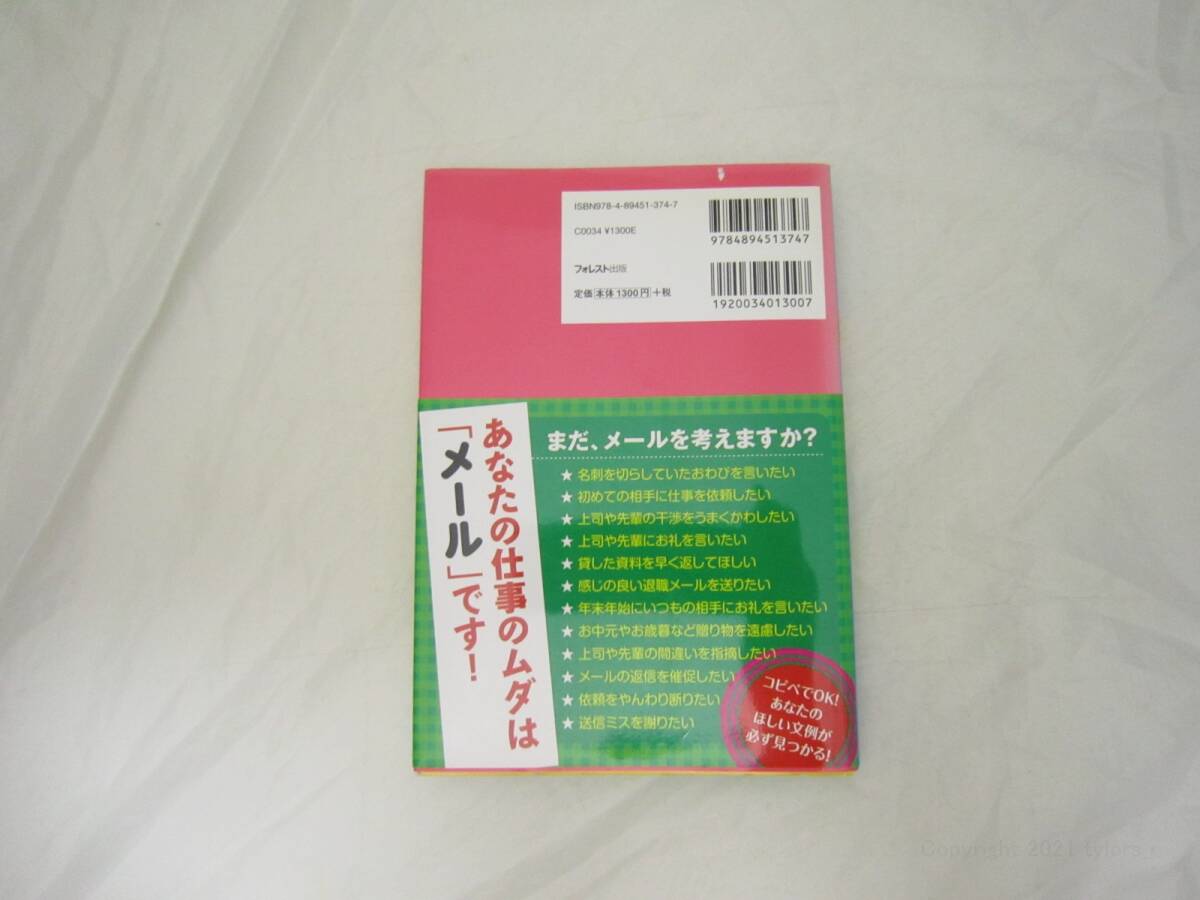 ISBN978-4-89451-374-7
C0034 ¥1300E
フォレスト出版
定価 本体1300円 +税
9784894513747
1920034013007
あなたの仕事のムダは
「メール」です!
まだ、メールを考えますか?
★ 名刺を切らしていたおわびを言いたい
★ 初めての相手に仕事を依頼したい
★ 上司や先輩の干渉をうまくかわしたい
★ 上司や先輩にお礼を言いたい
★ 貸した資料を早く返してほしい
★ 感じの良い退職メールを送りたい
★ 年末年始にいつもの相手にお礼を言いたい
★ お中元やお歳暮など贈り物を遠慮したい
★ 上司や先輩の間違いを指摘したい
★ メールの返信を催促したい
★ 依頼をやんわり断りたい
★ 送信ミスを謝りたい
コピペでOK!
あなたの
ほしい文例が
必ず見つかる!
Copyright 2021 tylors